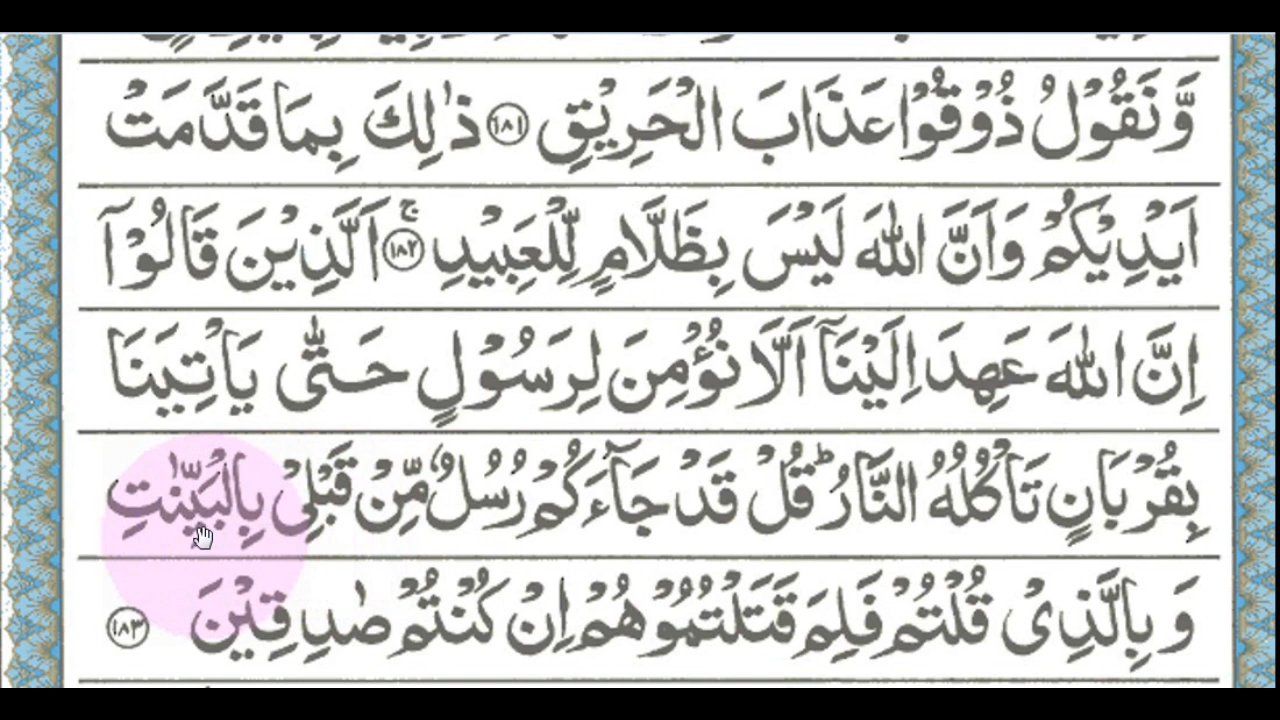 وَّنَقُوْلُ ذُوْقُوْا عَذَابَ الْحَرِيْقِ ۝١٨١ ذٰلِكَ بِمَا قَدَّمَتْ
اَيْدِيْكُمْ وَاَنَّ اللّٰهَ لَيْسَ بِظَلَّامٍ لِّلْعَبِيْدِ ۚ۝١٨٢ اَلَّذِيْنَ قَالُوْٓا
اِنَّ اللّٰهَ عَهِدَ اِلَيْنَآ اَلَّا نُؤْمِنَ لِرَسُوْلٍ حَتّٰى يَاْتِيَنَا
بِقُرْبَانٍ تَاْكُلُهُ النَّارُ ؕ قُلْ قَدْ جَآءَكُمْ رُسُلٌ مِّنْ قَبْلِيْ بِالْبَيِّنٰتِ
وَبِالَّذِىْ قُلْتُمْ فَلِمَ قَتَلْتُمُوْهُمْ اِنْ كُنْتُمْ صٰدِقِيْنَ ۝١٨٣